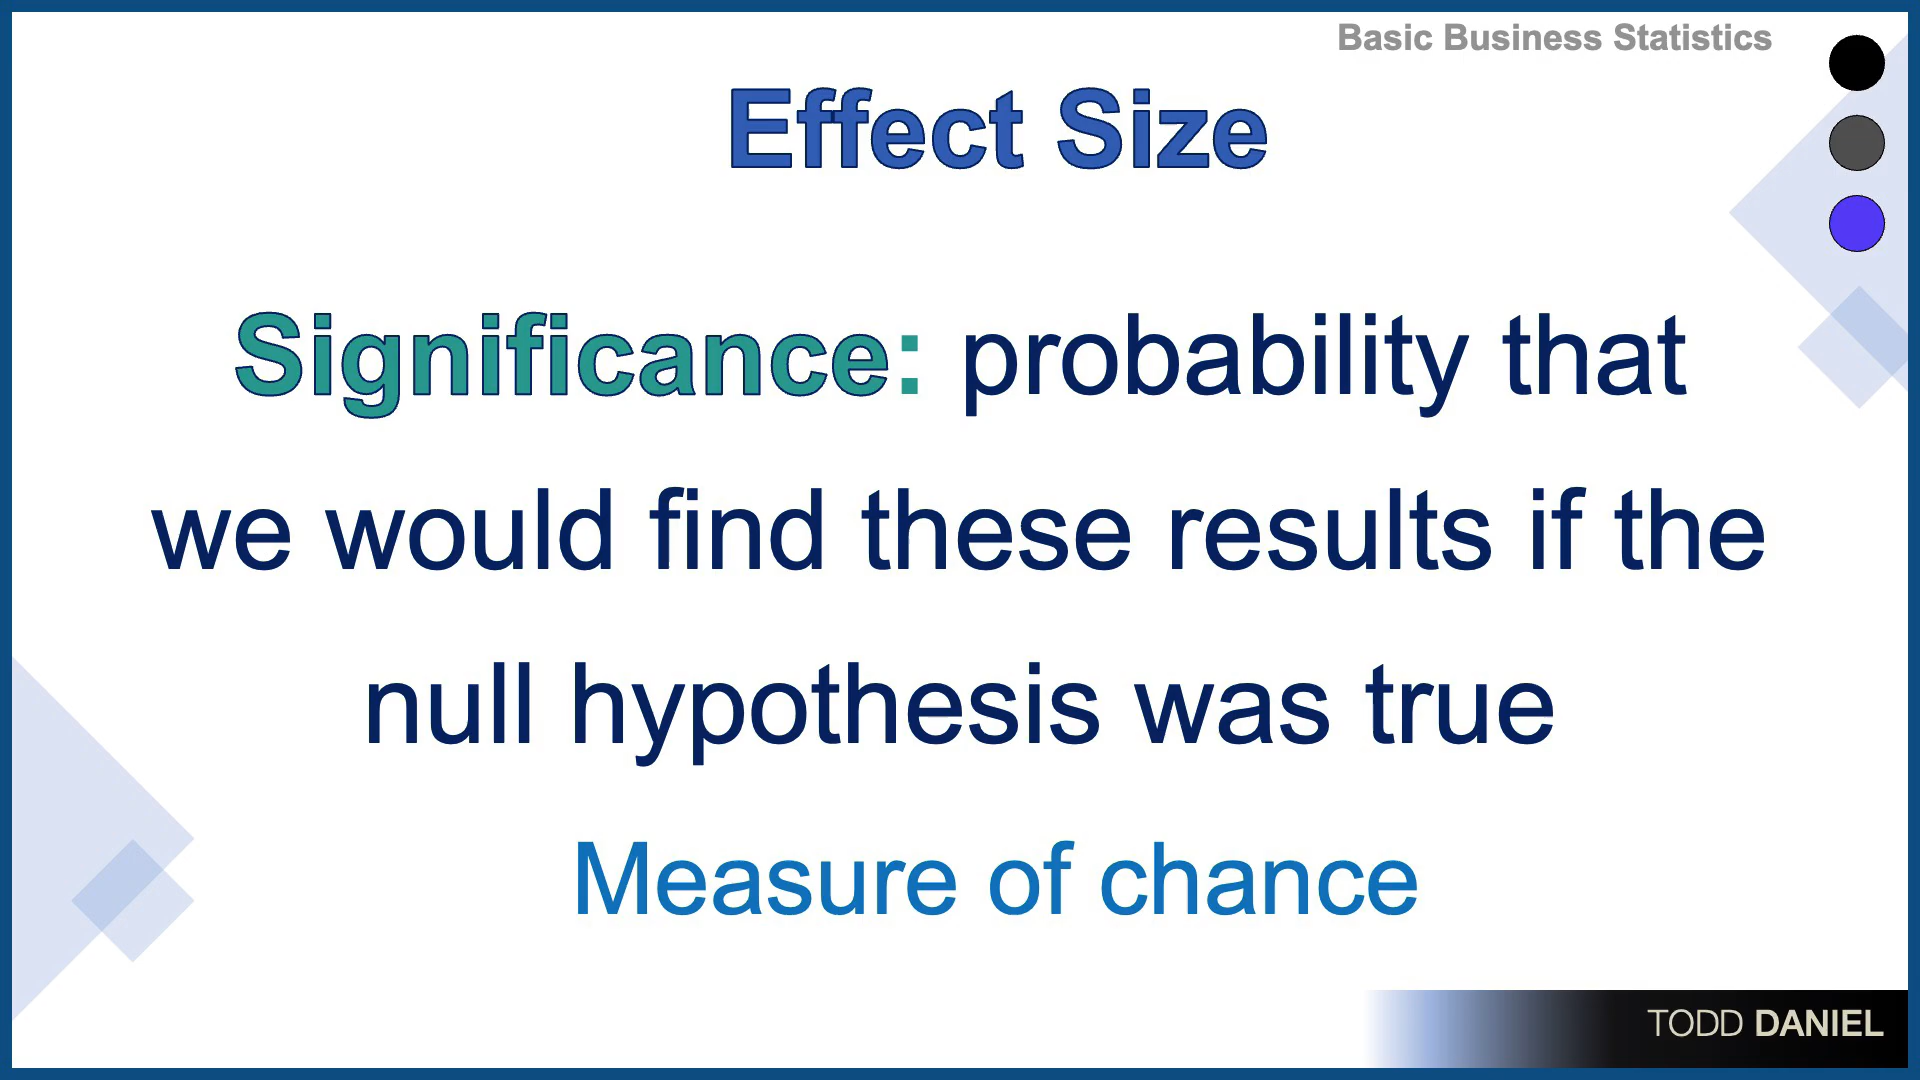 Basic Business Statistics
Effect Size
Significance: probability that
we would find these results if the
null hypothesis was true
Measure of chance
TODD DANIEL